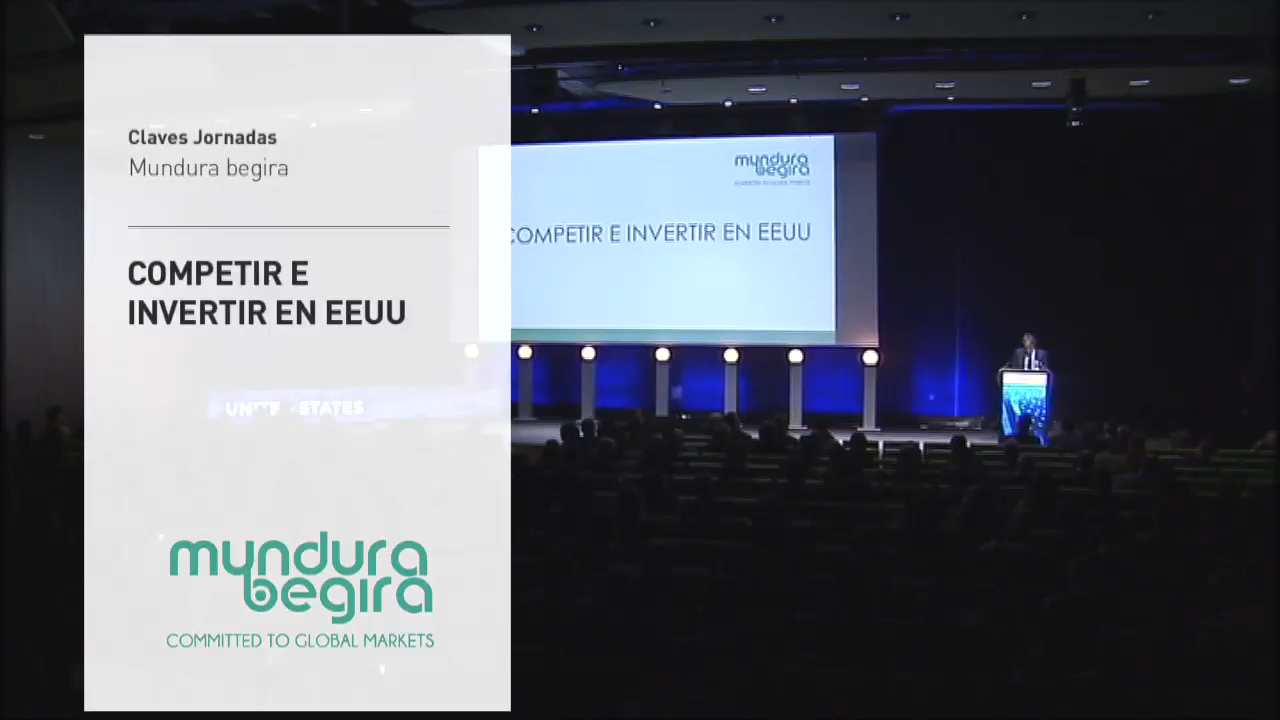 Claves Jornadas
Mundura begira
COMPETIR E
INVERTIR EN EEUU
STATES
mundura
begira
COMMITTED TO GLOBAL MARKETS
mundura
begira
COMPETIR E INVERTIR EN EEUU